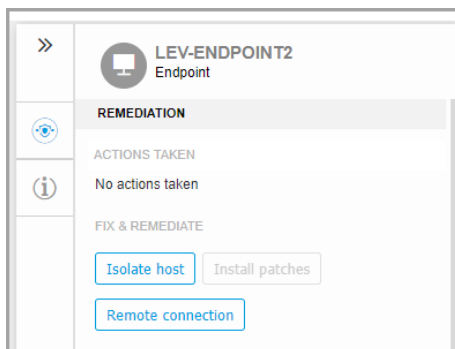 LEV-ENDPOINT2
Endpoint
REMEDIATION
ACTIONS TAKEN
No actions taken
FIX & REMEDIATE
Isolate host Install patches
Remote connection